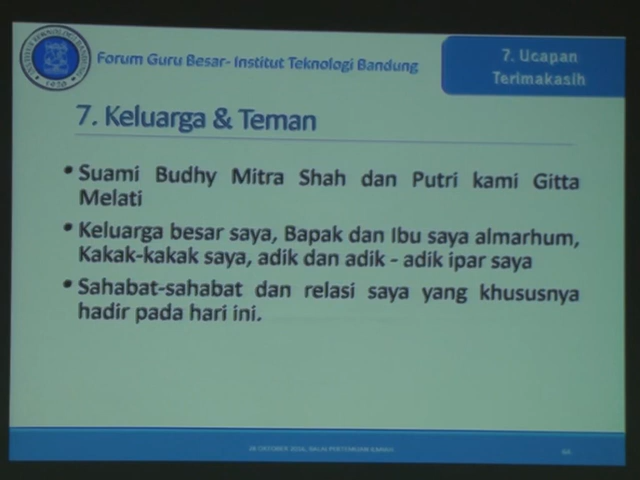 Forum Guru Besar- Institut Teknologi Bandung
7. Ucapan
Terimakasih
7. Keluarga & Teman
• Suami Budhy Mitra Shah dan Putri kami Gitta
Melati
• Keluarga besar saya, Bapak dan Ibu saya almarhum,
Kakak-kakak saya, adik dan adik - adik ipar saya
• Sahabat-sahabat dan relasi saya yang khususnya
hadir pada hari ini.